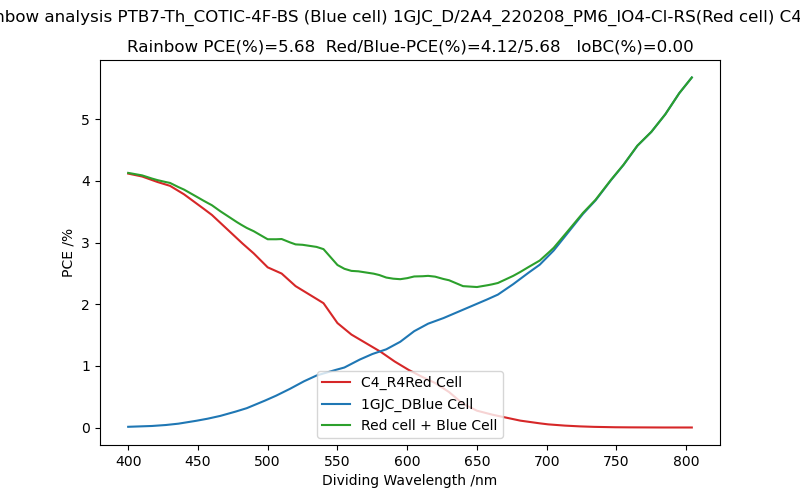 nbow analysis PTB7-Th_COTIC-4F-BS (Blue cell) 1GJC_D/2A4_220208_PM6_IO4-Cl-RS(Red cell) C4
Rainbow PCE(%)=5.68 Red/Blue-PCE(%)=4.12/5.68 IoBC(%)=0.00
PCE /%
5
4
3
2
1
0
C4_R4Red Cell
1GJC_DBlue Cell
Red cell + Blue Cell
400 450 500 550 600 650 700 750 800
Dividing Wavelength /nm